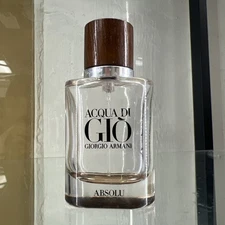 ACQUA DI
GIÒ
GIORGIO ARMANI
ABSOLU